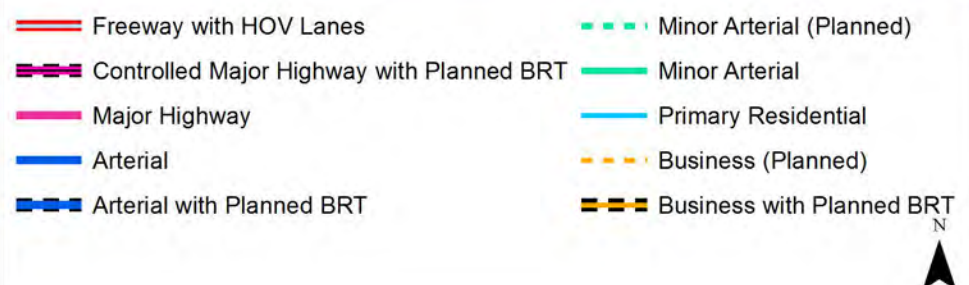 Freeway with HOV Lanes
Controlled Major Highway with Planned BRT
Major Highway
Arterial
Arterial with Planned BRT
Minor Arterial (Planned)
Minor Arterial
Primary Residential
Business (Planned)
Business with Planned BRT
N